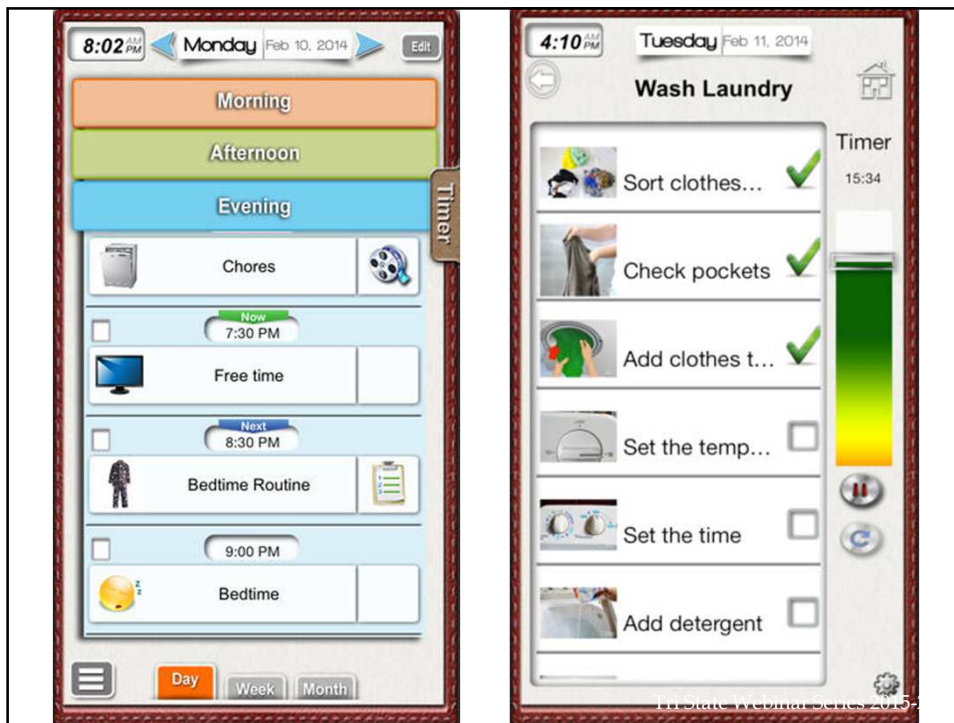 8:02 AM PM
Monday Feb 10, 2014
Edit
Morning
Afternoon
Evening
Timer
Chores
Now
7:30 PM
Free time
Next
8:30 PM
Bedtime Routine
9:00 PM
Bedtime
Day
Week
Month
4:10 AM PM
Tuesday Feb 11, 2014
Wash Laundry
Timer
15:34
Sort clothes…
Check pockets
Add clothes t…
Set the temp…
Set the time
Add detergent
Tri State Webinar Series 2015-